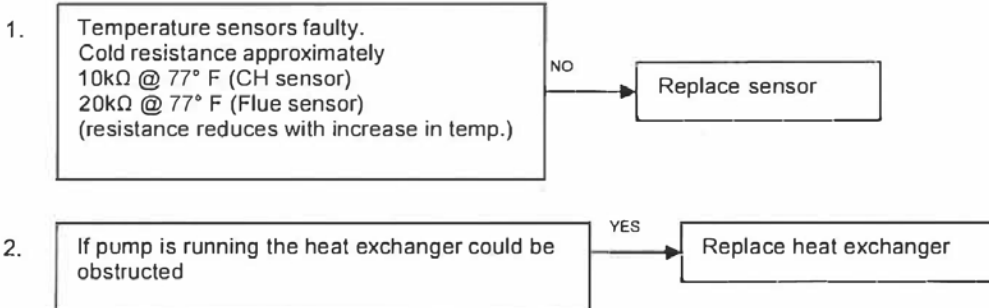 1.
Temperature sensors faulty.
Cold resistance approximately
10kΩ @ 77° F (CH sensor)
20kΩ @ 77° F (Flue sensor)
(resistance reduces with increase in temp.)
NO
Replace sensor
2.
If pump is running the heat exchanger could be
obstructed
YES
Replace heat exchanger